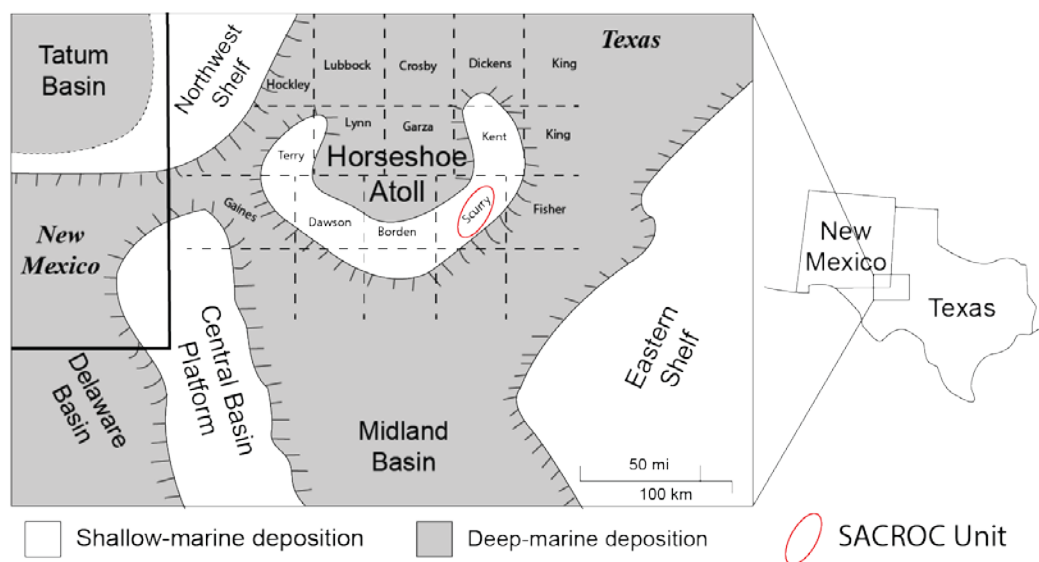 Tatum
Basin
Northwest
Shelf
Texas
Lubbock
Crosby
Dickens
King
Hockley
Lynn
Garza
Kent
King
Terry
Horseshoe
Atoll
Gaines
Dawson
Borden
Scurry
Fisher
New
Mexico
Delaware
Basin
Central Basin
Platform
Midland
Basin
Eastern
Shelf
50 mi
100 km
New
Mexico
Texas
Shallow-marine deposition
Deep-marine deposition
SACROC Unit